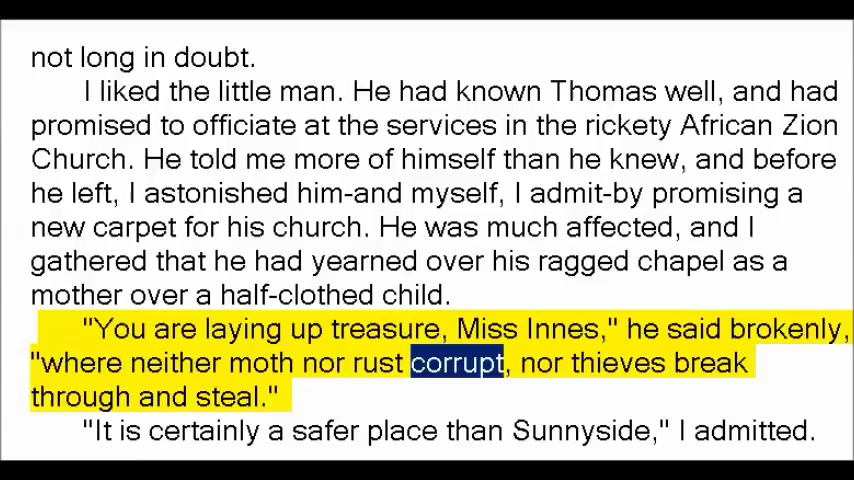 not long in doubt.
I liked the little man. He had known Thomas well, and had
promised to officiate at the services in the rickety African Zion
Church. He told me more of himself than he knew, and before
he left, I astonished him-and myself, I admit-by promising a
new carpet for his church. He was much affected, and I
gathered that he had yearned over his ragged chapel as a
mother over a half-clothed child.
"You are laying up treasure, Miss Innes," he said brokenly,
"where neither moth nor rust corrupt, nor thieves break
through and steal."
"It is certainly a safer place than Sunnyside," I admitted.